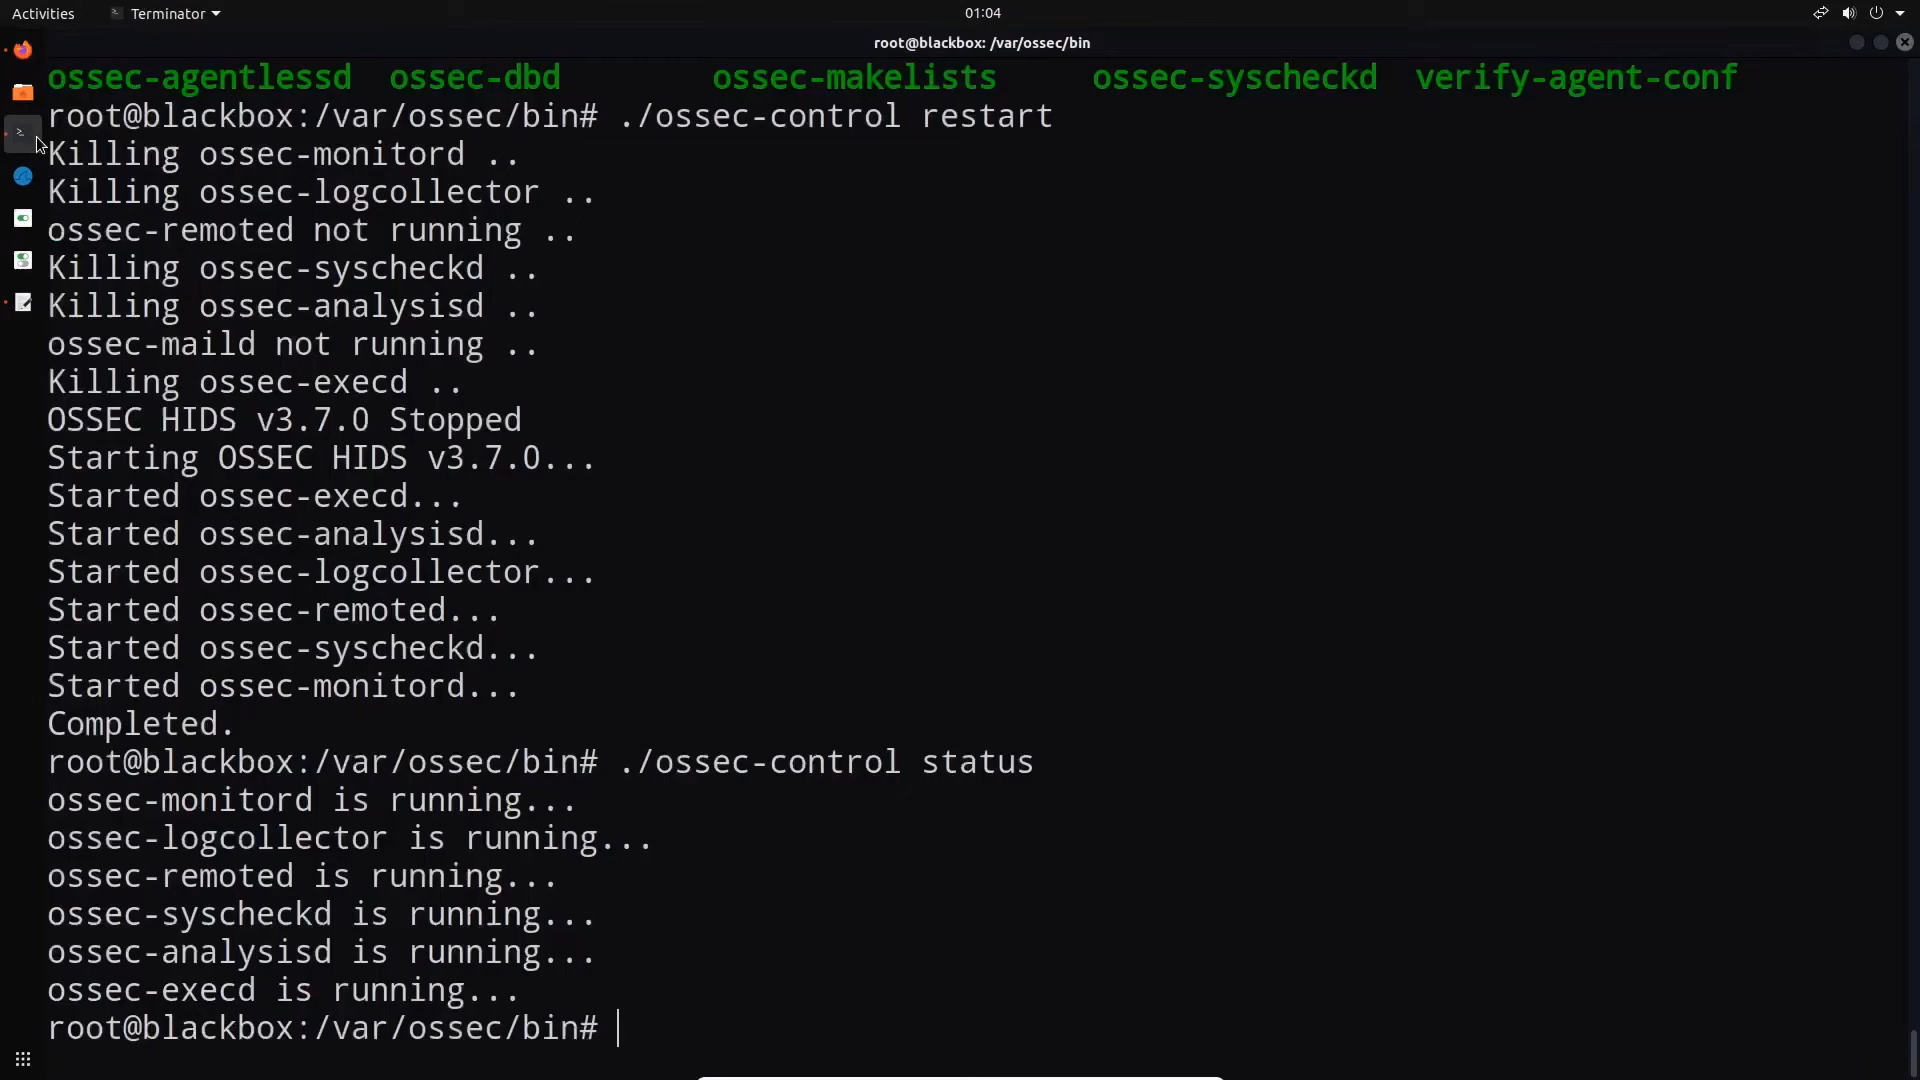 Activities Terminator 01:04
root@blackbox: /var/ossec/bin
ossec-agentlessd ossec-dbd ossec-makelists ossec-syscheckd verify-agent-conf
root@blackbox:/var/ossec/bin# ./ossec-control restart
Killing ossec-monitord ..
Killing ossec-logcollector ..
ossec-remoted not running ..
Killing ossec-syscheckd ..
Killing ossec-analysisd ..
ossec-maild not running ..
Killing ossec-execd ..
OSSEC HIDS v3.7.0 Stopped
Starting OSSEC HIDS v3.7.0...
Started ossec-execd...
Started ossec-analysisd...
Started ossec-logcollector...
Started ossec-remoted...
Started ossec-syscheckd...
Started ossec-monitord...
Completed.
root@blackbox:/var/ossec/bin# ./ossec-control status
ossec-monitord is running...
ossec-logcollector is running...
ossec-remoted is running...
ossec-syscheckd is running...
ossec-analysisd is running...
ossec-execd is running...
root@blackbox:/var/ossec/bin#